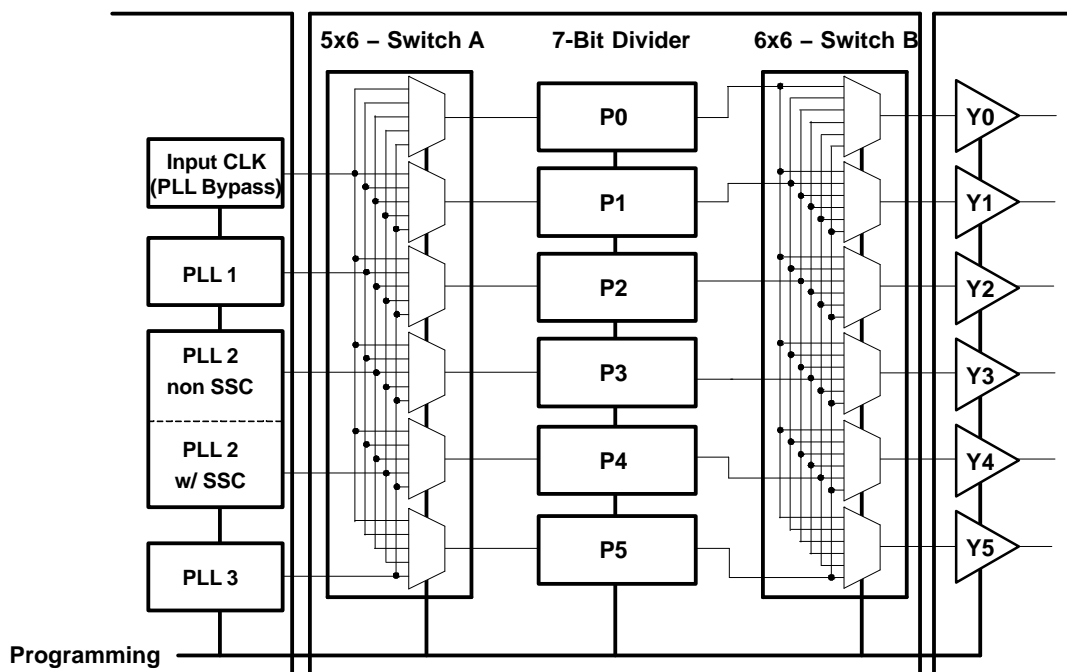 5x6 – Switch A
7-Bit Divider
6x6 – Switch B
Input CLK
(PLL Bypass)
PLL 1
PLL 2
non SSC
PLL 2
w/ SSC
PLL 3
P0
P1
P2
P3
P4
P5
Y0
Y1
Y2
Y3
Y4
Y5
Programming